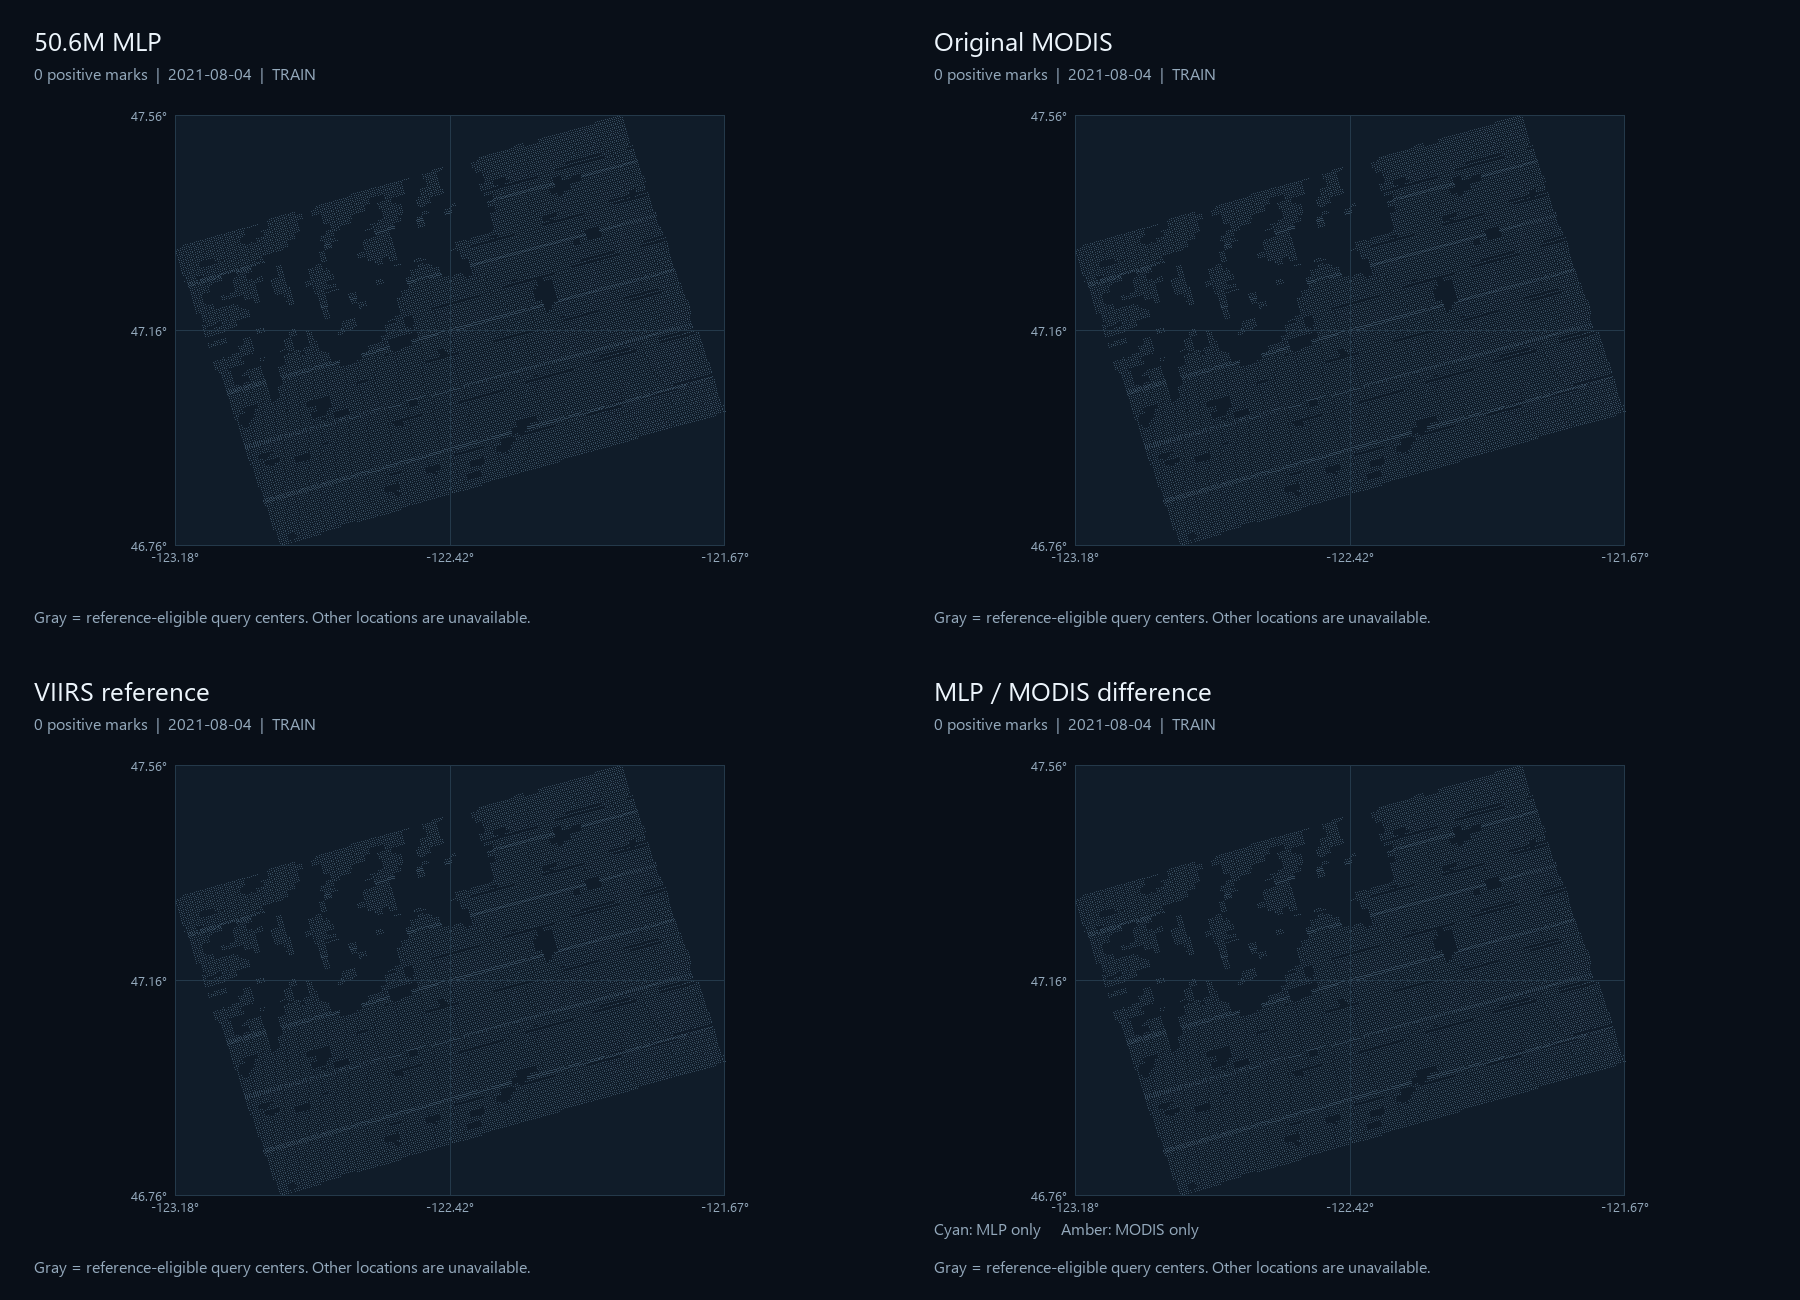 50.6M MLP
0 positive marks | 2021-08-04 | TRAIN
47.56°
47.16°
46.76°
-123.18°
-122.42°
-121.67°
Gray = reference-eligible query centers. Other locations are unavailable.
Original MODIS
0 positive marks | 2021-08-04 | TRAIN
47.56°
47.16°
46.76°
-123.18°
-122.42°
-121.67°
Gray = reference-eligible query centers. Other locations are unavailable.
VIIRS reference
0 positive marks | 2021-08-04 | TRAIN
47.56°
47.16°
46.76°
-123.18°
-122.42°
-121.67°
Gray = reference-eligible query centers. Other locations are unavailable.
MLP / MODIS difference
0 positive marks | 2021-08-04 | TRAIN
47.56°
47.16°
46.76°
-123.18°
-122.42°
-121.67°
Cyan: MLP only Amber: MODIS only
Gray = reference-eligible query centers. Other locations are unavailable.